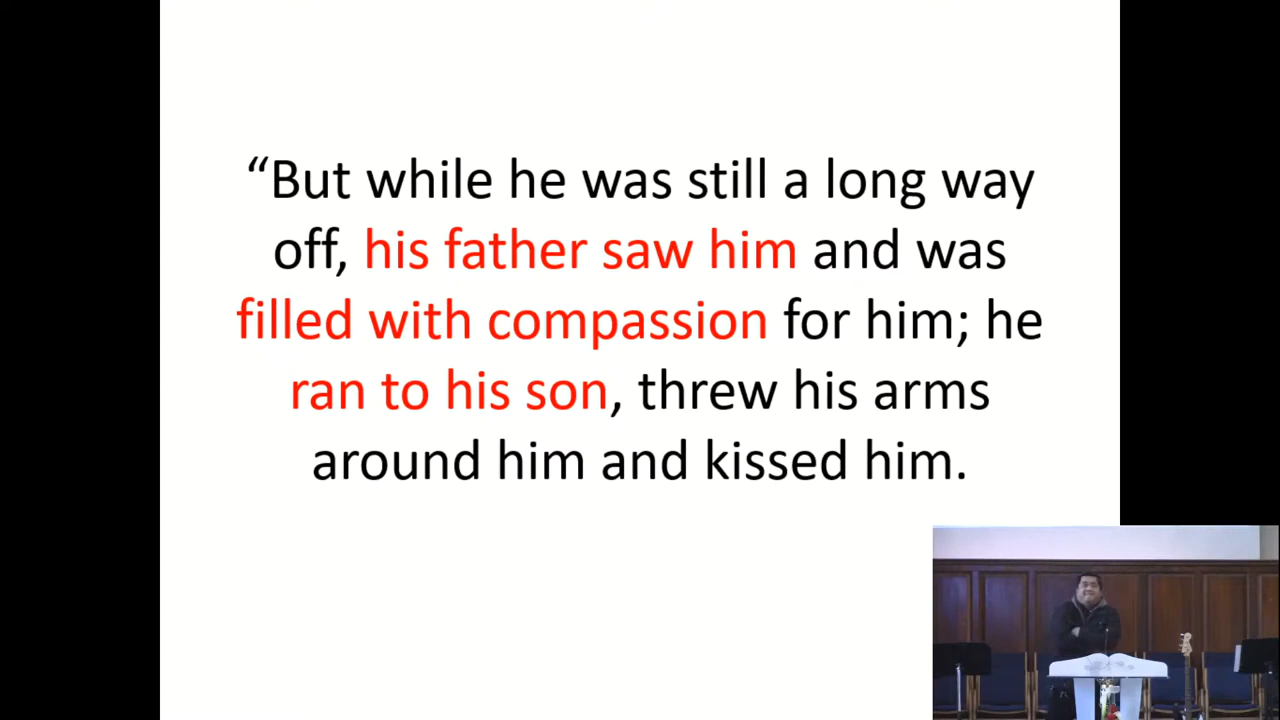 “But while he was still a long way
off, his father saw him and was
filled with compassion for him; he
ran to his son, threw his arms
around him and kissed him.